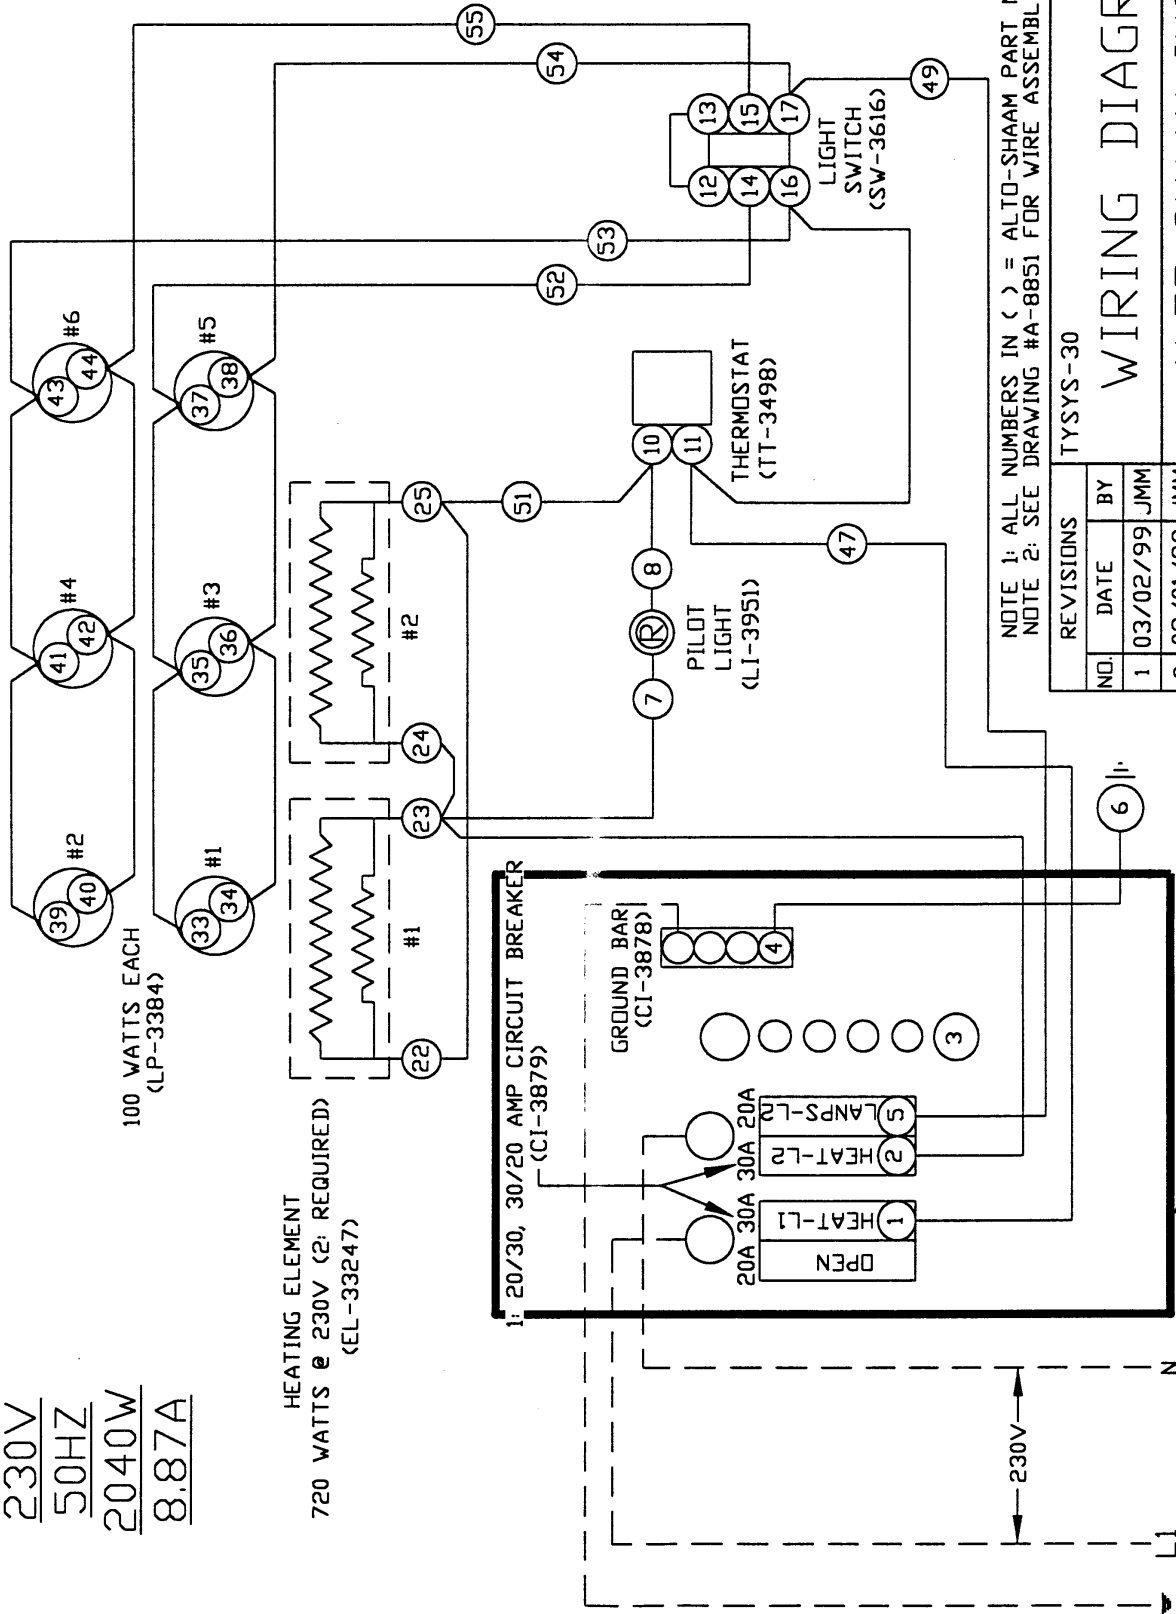 230V
50HZ
2040W
8.87A
HEATING ELEMENT
720 WATTS @ 230V (2: REQUIRED)
(EL-33247)
100 WATTS EACH
(LP-3384)
39
40
#2
41
42
#4
43
44
#6
33
34
#1
35
36
#3
37
38
#5
55
54
53
52
22
23
#1
24
25
#2
51
7
R
8
PILOT
LIGHT
(LI-3951)
10
11
THERMOSTAT
(TT-3498)
47
12
13
14
15
16
17
LIGHT
SWITCH
(SW-3616)
49
1: 20/30, 30/20 AMP CIRCUIT BREAKER
(CI-3879)
GROUND BAR
(CI-3878)
4
3
6
20A 30A 30A 20A
OPEN
HEAT-L1
1
HEAT-L2
2
LANPS-L2
5
230V
L1
N
NOTE 1: ALL NUMBERS IN ( ) = ALTO-SHAAM PART
NOTE 2: SEE DRAWING #A-8851 FOR WIRE
REVISIONS
TYSYS-30
NO. DATE BY
1 03/02/99 JMM
WIRING